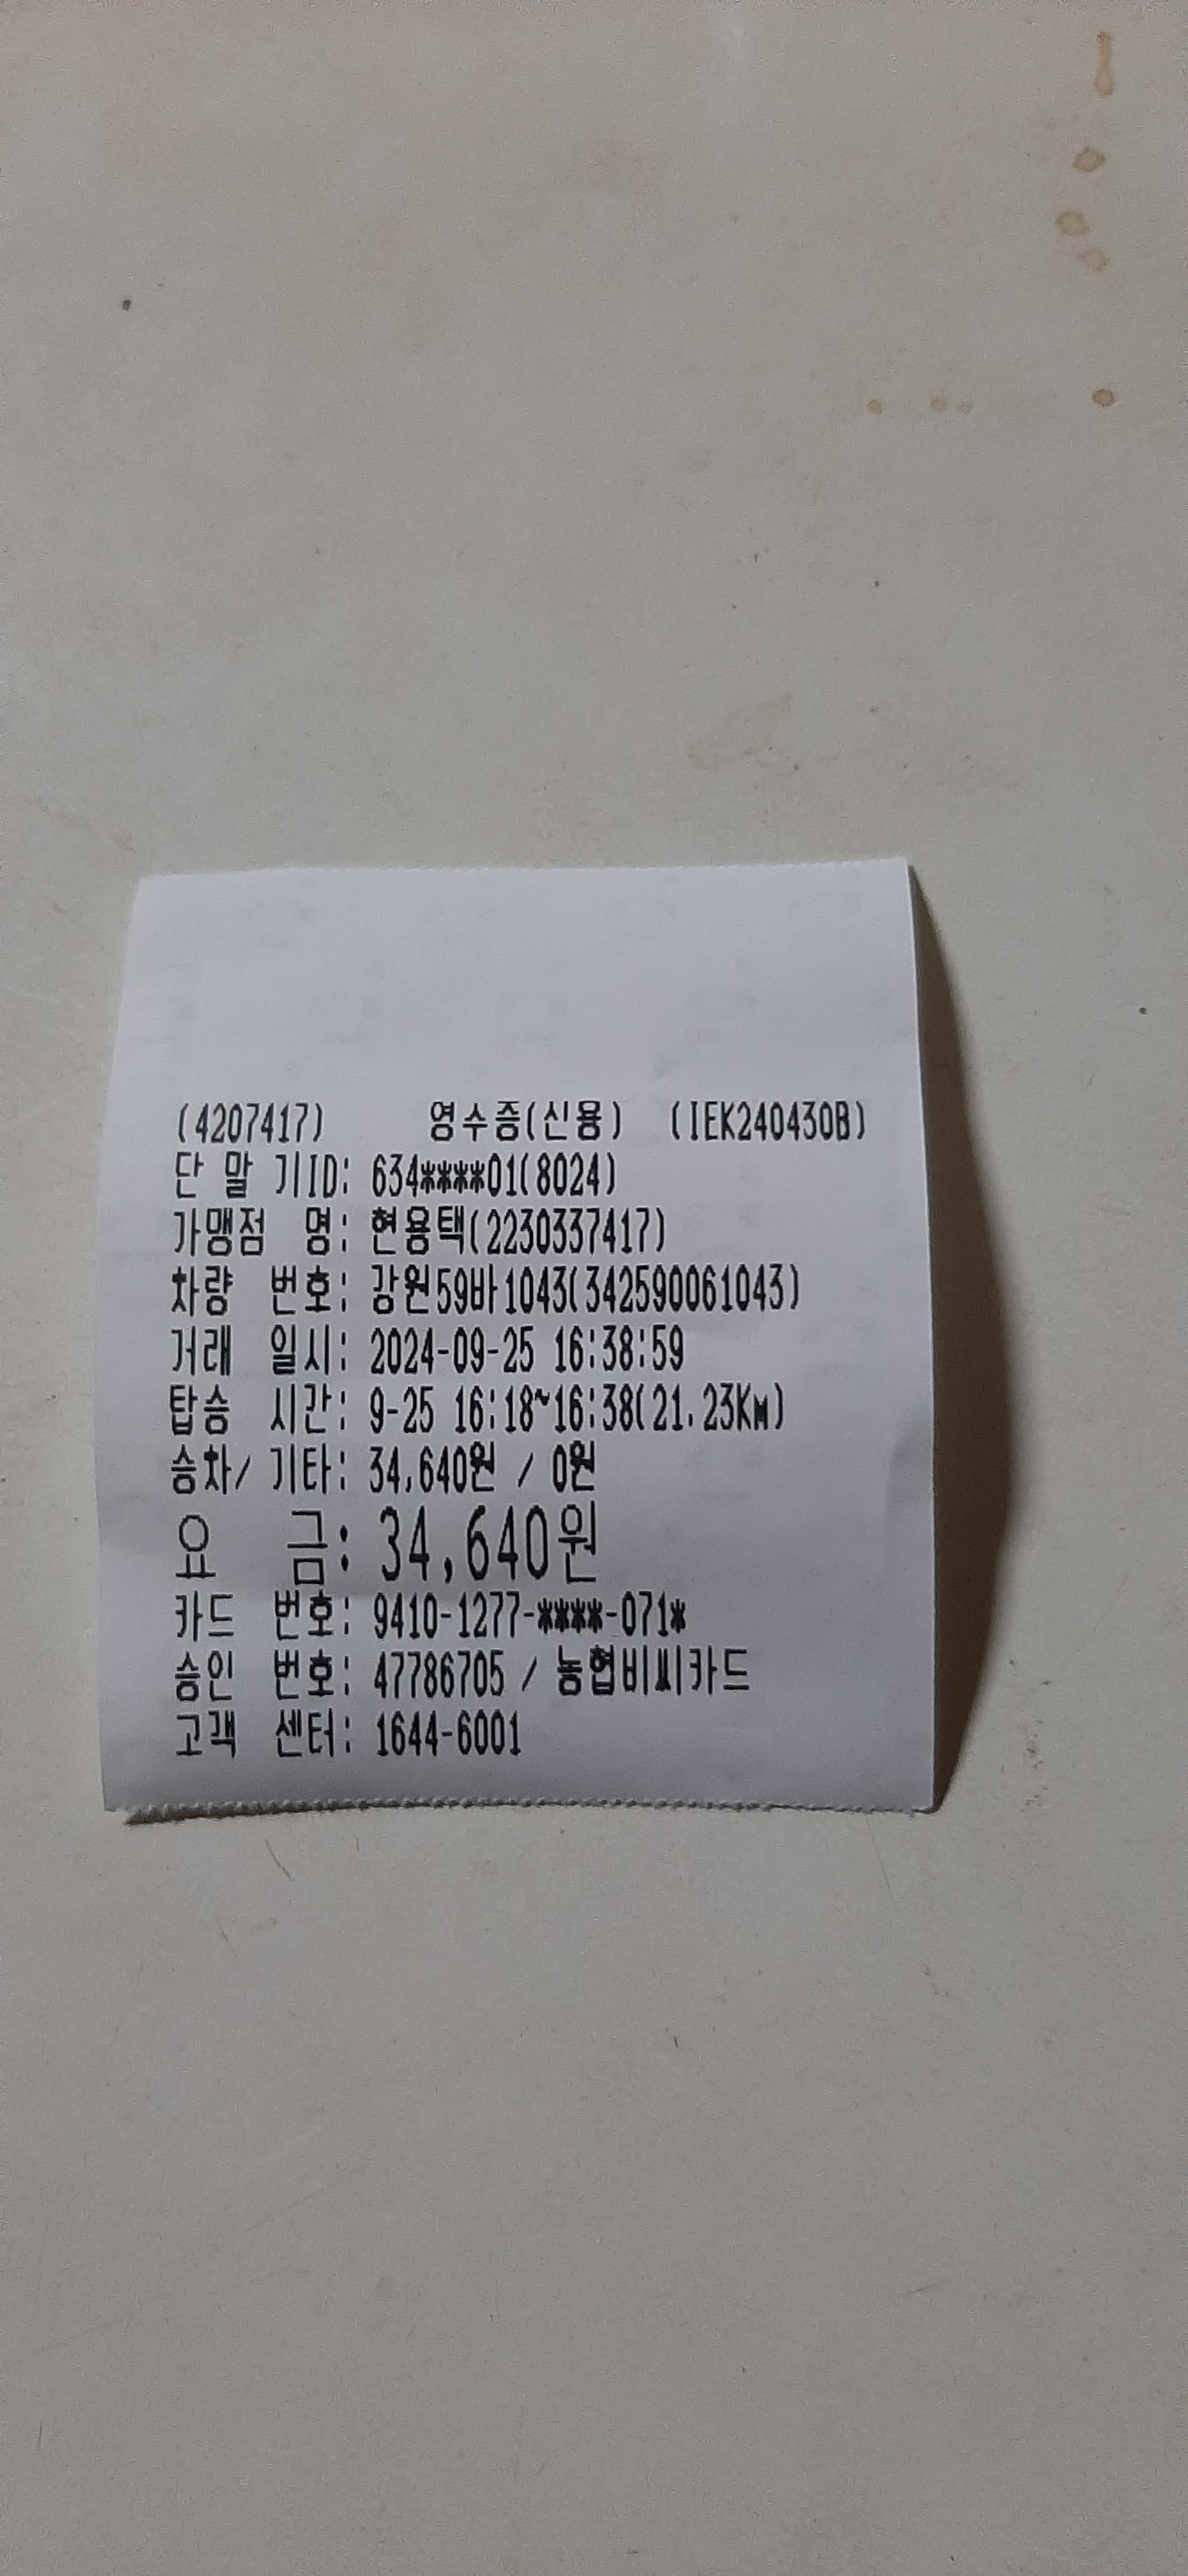 (4207417) 영수증(신용) (IEK240430B)
단 말 기ID: 634****01(8024)
가맹점 명: 현용택(2230337417)
차량 번호: 강원59바1043(342590061043)
거래 일시: 2024-09-25 16:38:59
탑승 시간: 9-25 16:18~16:38(21.23KM)
승차/ 기타: 34,640원 / 0원
요 금: 34,640원
카드 번호: 9410-1277-****-071*
승인 번호: 47786705 / 농협비씨카드
고객 센터: 1644-6001